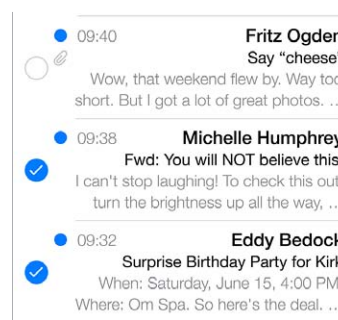 09:40 Fritz Ogden
Say “cheese”
Wow, that weekend flew by. Way too
short. But I got a lot of great photos. ...
09:38 Michelle Humphrey
Fwd: You will NOT believe this
I can't stop laughing! To check this out
turn the brightness up all the way, ...
09:32 Eddy Bedock
Surprise Birthday Party for Kirk
When: Saturday, June 15, 4:00 PM
Where: Om Spa. So here's the deal. ...